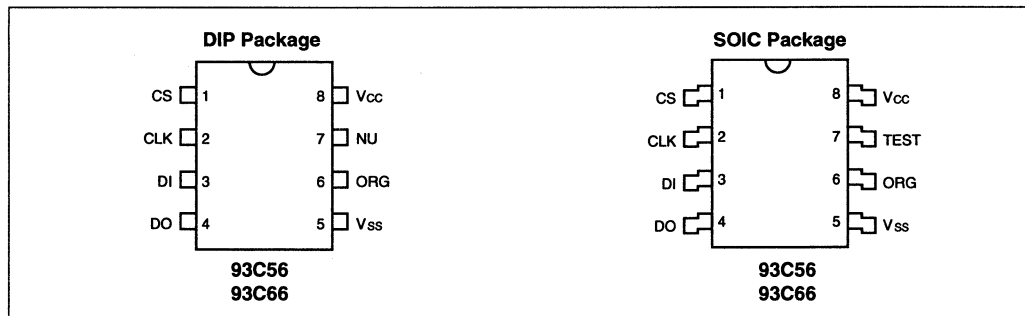 DIP Package
CS 1 8 VCC
CLK 2 7 NU
DI 3 6 ORG
DO 4 5 VSS
93C56
93C66
SOIC Package
CS 1 8 VCC
CLK 2 7 TEST
DI 3 6 ORG
DO 4 5 VSS
93C56
93C66